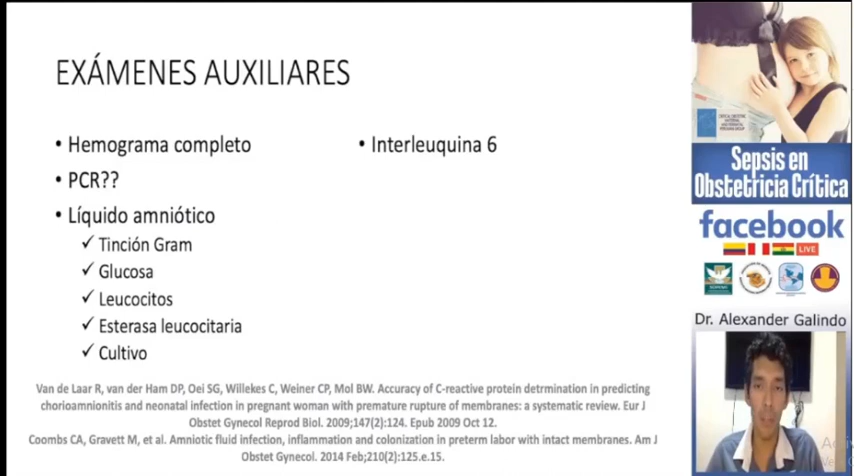 EXÁMENES AUXILIARES
• Hemograma completo
• PCR??
• Líquido amniótico
✓ Tinción Gram
✓ Glucosa
✓ Leucocitos
✓ Esterasa leucocitaria
✓ Cultivo
• Interleuquina 6
Van de Laar R, van der Ham DP, Oei SG, Willekes C, Weiner CP, Mol BW. Accuracy of C-reactive protein detrmination in predicting
chorioamnionitis and neonatal infection in pregnant woman with premature rupture of membranes: a systematic review. Eur J
Obstet Gynecol Reprod Biol. 2009;147(2):124. Epub 2009 Oct 12.
Coombs CA, Gravett M, et al. Amniotic fluid infection, inflammation and colonization in preterm labor with intact membranes. Am J
Obstet Gynecol. 2014 Feb;210(2):125.e.15.
Sepsis en
Obstetricia Crítica
facebook
LIVE
Dr. Alexander Galindo